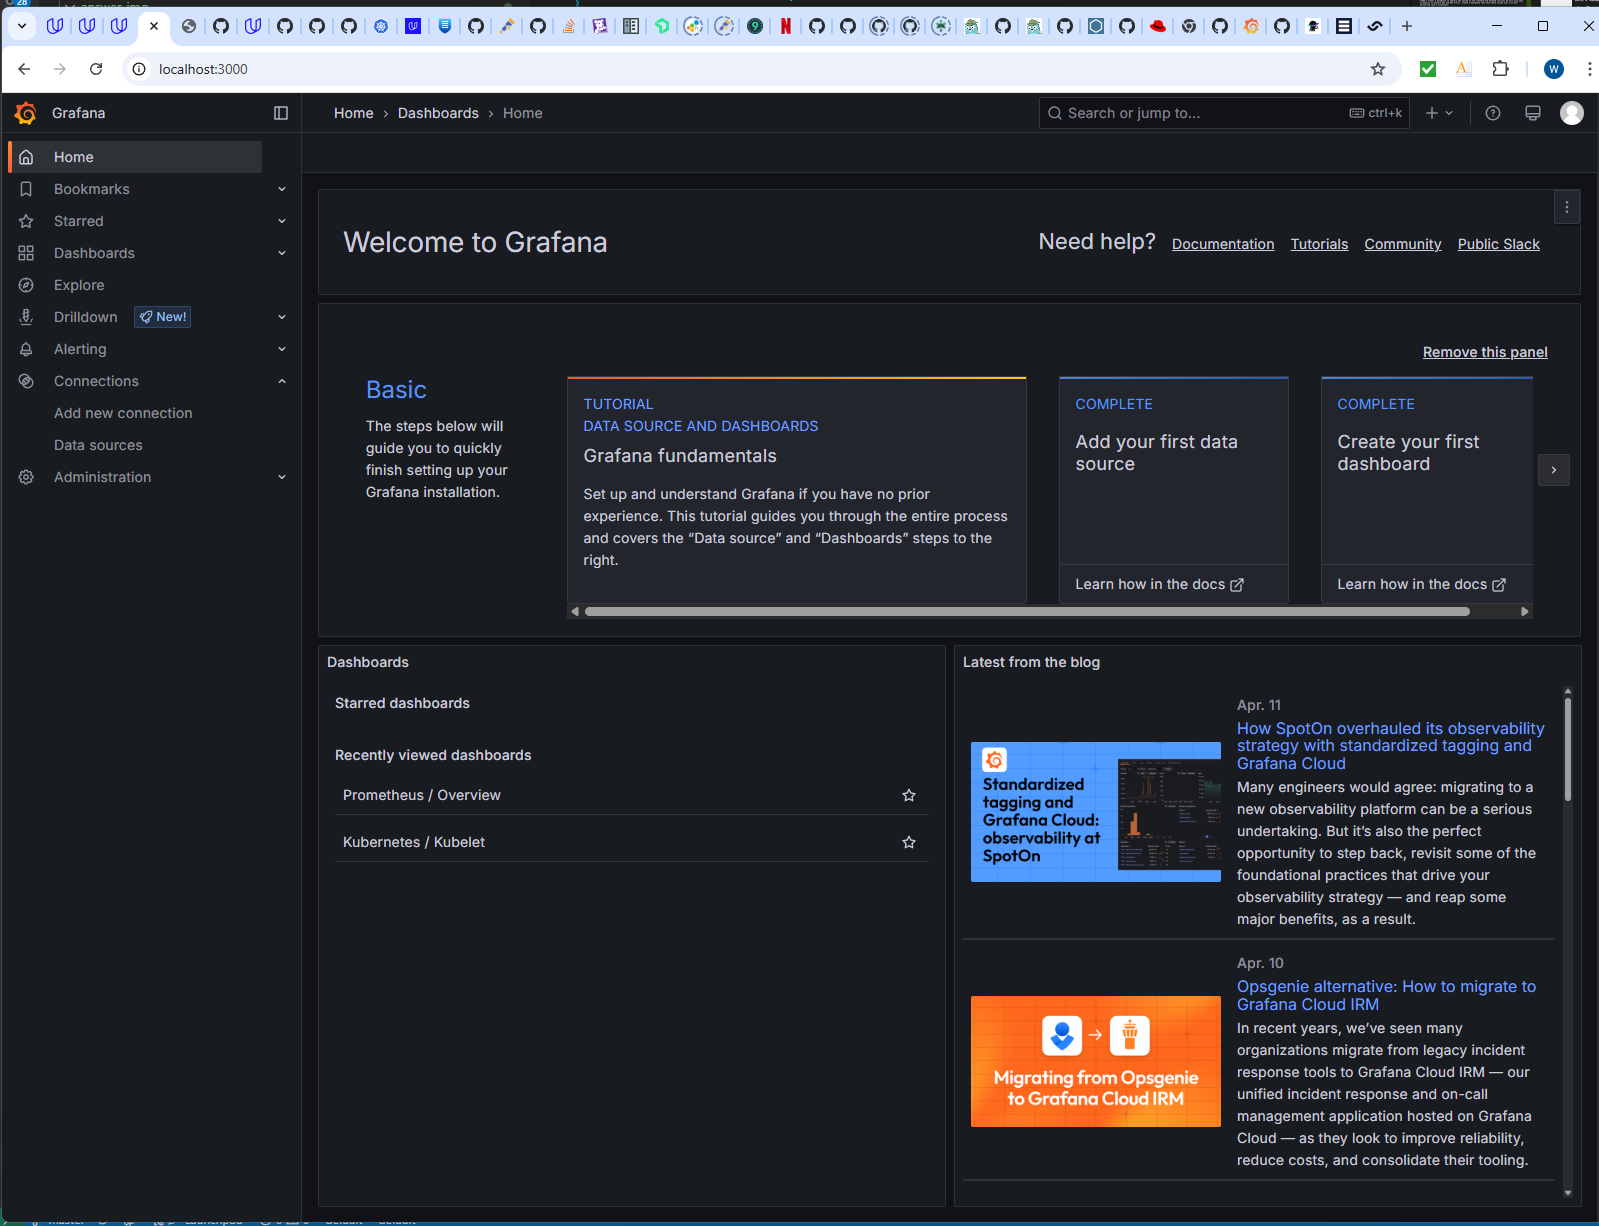 localhost:3000
W
Grafana
Home
Dashboards
Home
Search or jump to...
ctrl+k
Home
Bookmarks
Starred
Dashboards
Explore
Drilldown
New!
Alerting
Connections
Add new connection
Data sources
Administration
Welcome to Grafana
Need help?
Documentation
Tutorials
Community
Public Slack
Remove this panel
Basic
The steps below will
guide you to quickly
finish setting up your
Grafana installation.
TUTORIAL
DATA SOURCE AND DASHBOARDS
Grafana fundamentals
Set up and understand Grafana if you have no prior
experience. This tutorial guides you through the entire process
and covers the “Data source” and “Dashboards” steps to the
right.
COMPLETE
Add your first data
source
Learn how in the docs
COMPLETE
Create your first
dashboard
Learn how in the docs
Dashboards
Starred dashboards
Recently viewed dashboards
Prometheus / Overview
Kubernetes / Kubelet
Latest from the blog
Standardized
tagging and
Grafana Cloud:
observability at
SpotOn
Apr. 11
How SpotOn overhauled its observability
strategy with standardized tagging and
Grafana Cloud
Many engineers would agree: migrating to a
new observability platform can be a serious
undertaking. But it’s also the perfect
opportunity to step back, revisit some of the
foundational practices that drive your
observability strategy — and reap some
major benefits, as a result.
Migrating from Opsgenie
to Grafana Cloud IRM
Apr. 10
Opsgenie alternative: How to migrate to
Grafana Cloud IRM
In recent years, we’ve seen many
organizations migrate from legacy incident
response tools to Grafana Cloud IRM — our
unified incident response and on-call
management application hosted on Grafana
Cloud — as they look to improve reliability,
reduce costs, and consolidate their tooling.